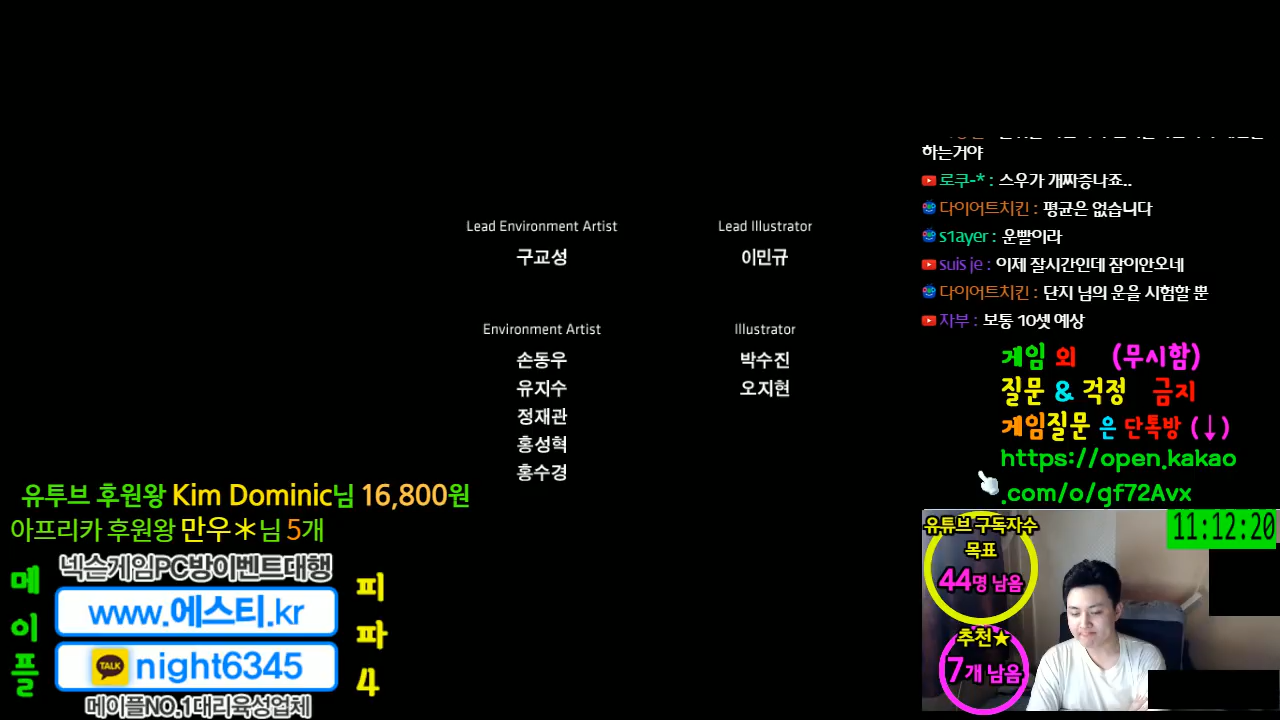 하는거야
로쿠-* : 스우가 개짜증나죠..
다이어트치킨 : 평균은 없습니다
s1ayer : 운빨이라
suis je : 이제 잘시간인데 잠이안오네
다이어트치킨 : 단지 님의 운을 시험할 뿐
자부 : 보통 10셋 예상
Lead Environment Artist
구교성
Lead Illustrator
이민규
Environment Artist
손동우
유지수
정재관
홍성혁
홍수경
Illustrator
박수진
오지현
게임 외 (무시함)
질문 & 걱정 금지
게임질문 은 단톡방 (↓)
https://open.kakao
.com/o/gf72Avx
유투브 후원왕 Kim Dominic님 16,800원
아프리카 후원왕 만우*님 5개
메이플
넥슨게임PC방이벤트대행
www.에스티.kr
TALK night6345
메이플NO.1대리육성업체
피파4
유튜브 구독자수
목표
44명 남음
추천★
7개 남음
11:12:20